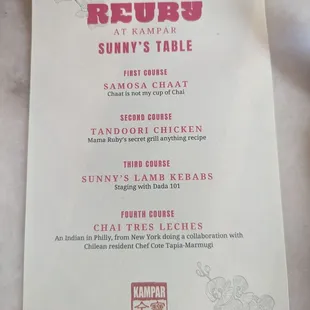 REUBY
AT KAMPAR
SUNNY'S TABLE
FIRST COURSE
SAMOSA CHAAT
Chaat is not my cup of Chai
SECOND COURSE
TANDOORI CHICKEN
Mama Ruby's secret grill anything recipe
THIRD COURSE
SUNNY'S LAMB KEBABS
Staging with Dada 101
FOURTH COURSE
CHAI TRES LECHES
An Indian in Philly, from New York doing a collaboration with
Chilean resident Chef Cote Tapia-Marmugi
KAMPAR